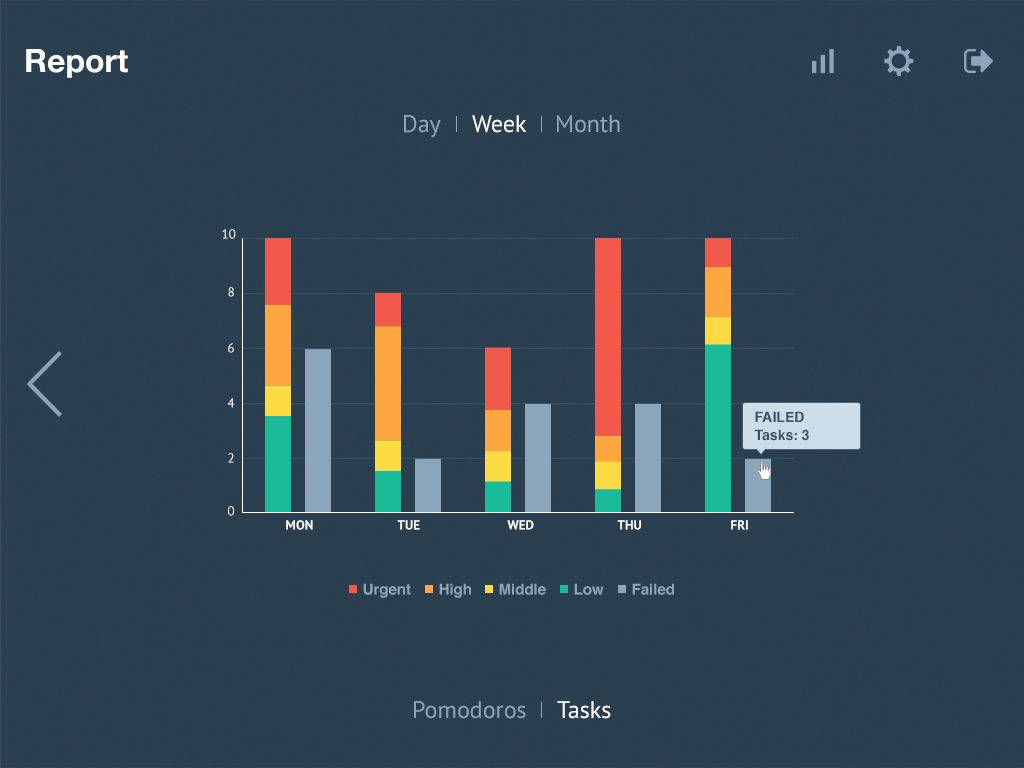 Report
Day | Week | Month
10
8
6
4
2
0
FAILED
Tasks: 3
MON TUE WED THU FRI
Urgent High Middle Low Failed
Pomodoros | Tasks